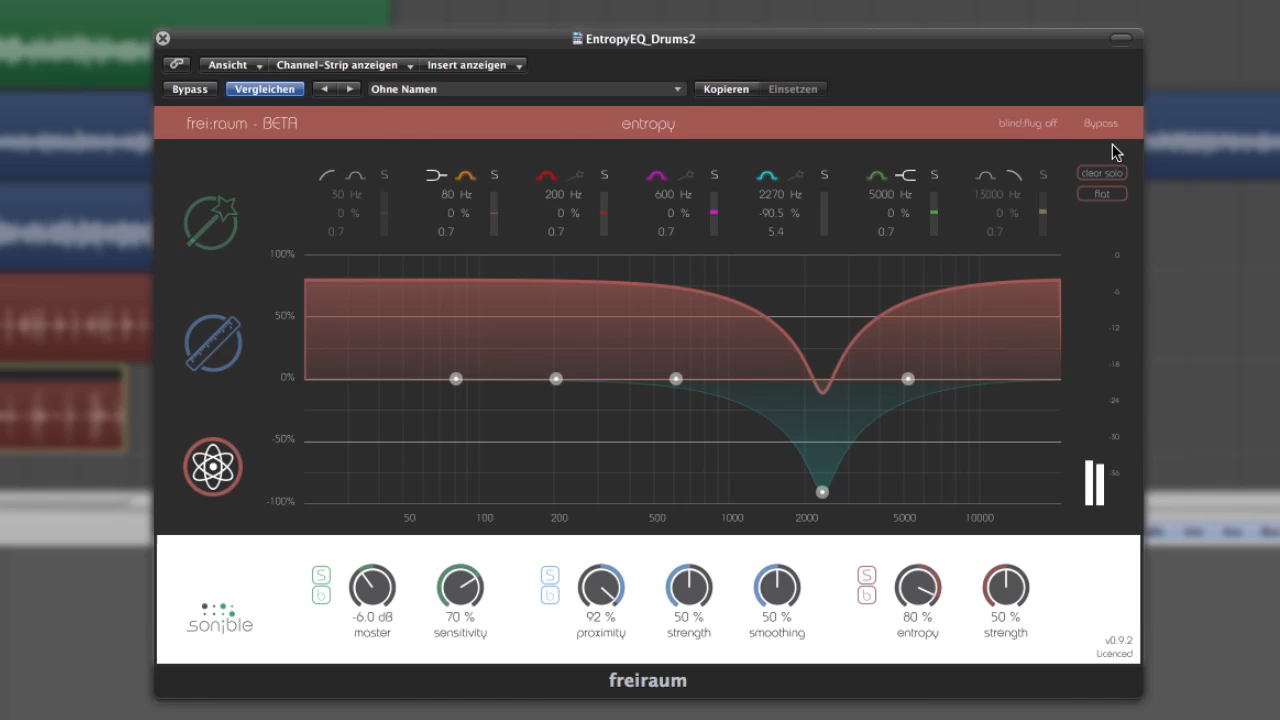 EntropyEQ_Drums2
Ansicht Channel-Strip anzeigen Insert anzeigen
Bypass Vergleichen Ohne Namen Kopieren Einsetzen
frei:raum - BETA entropy blind:flug off Bypass
S S S S S S S
clear solo
30 Hz 80 Hz 200 Hz 600 Hz 2270 Hz 5000 Hz 13000 Hz
flat
0 % 0 % 0 % 0 % -90.5 % 0 % 0 %
0.7 0.7 0.7 0.7 5.4 0.7 0.7
100% 0
-6
50% -12
-18
0%
-24
-50% -30
-36
-100%
50 100 200 500 1000 2000 5000 10000
S S S
b b b
-6.0 dB 70 % 92 % 50 % 50 % 80 % 50 %
master sensitivity proximity strength smoothing entropy strength
sonible
v0.9.2
Licenced
freiraum